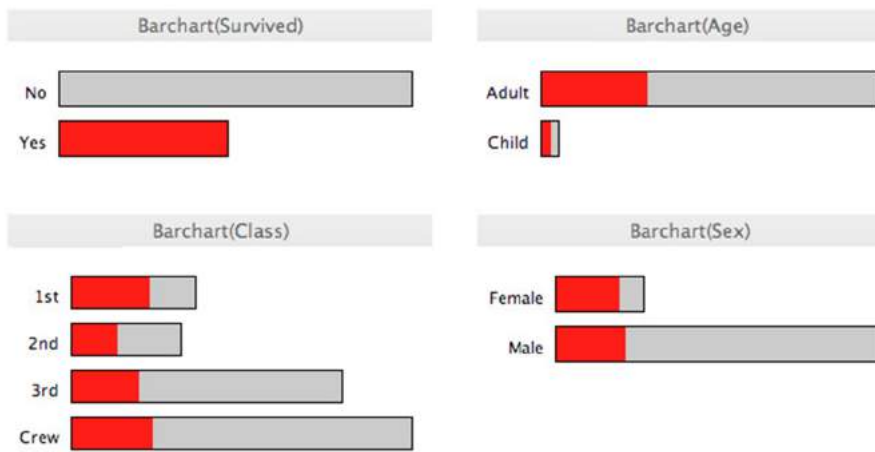 Barchart(Survived)
No
Yes
Barchart(Age)
Adult
Child
Barchart(Class)
1st
2nd
3rd
Crew
Barchart(Sex)
Female
Male